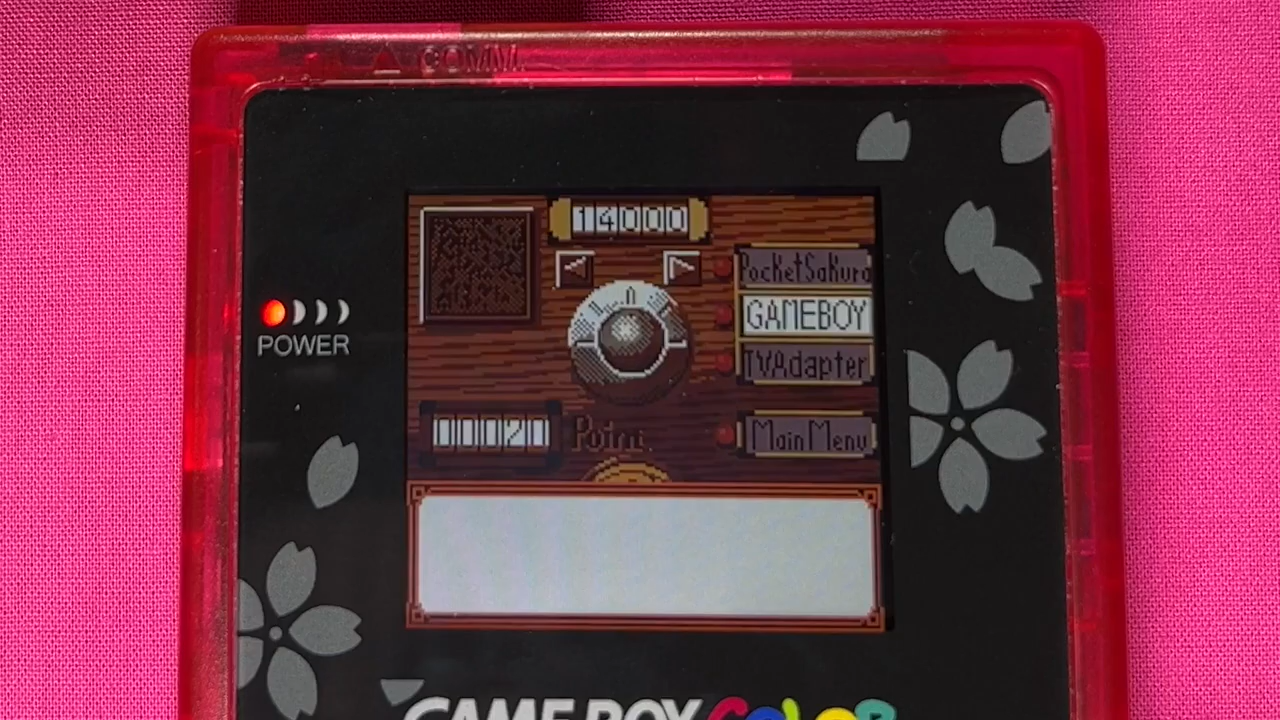 COMM.
14000
PocketSakura
GAMEBOY
POWER
TVAdapter
00020 Point
MainMenu
GAME BOY COLOR